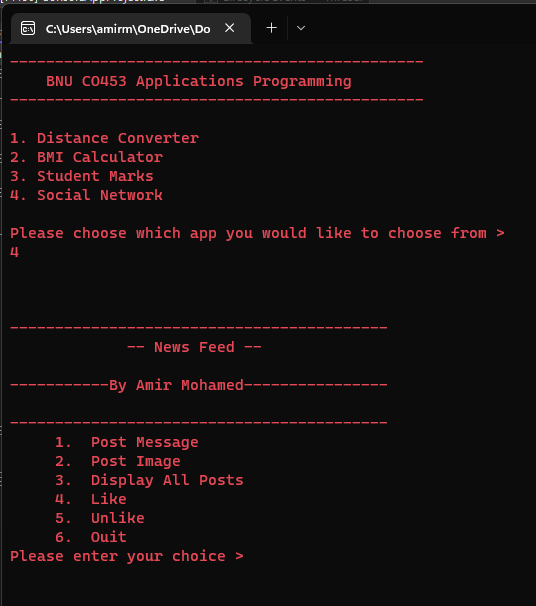 C:\Users\amirm\OneDrive\Do
----------------------------------------------
BNU CO453 Applications Programming
----------------------------------------------
1. Distance Converter
2. BMI Calculator
3. Student Marks
4. Social Network
Please choose which app you would like to choose from >
4
------------------------------------------
-- News Feed --
-----------By Amir Mohamed----------------
------------------------------------------
1. Post Message
2. Post Image
3. Display All Posts
4. Like
5. Unlike
6. Quit
Please enter your choice >